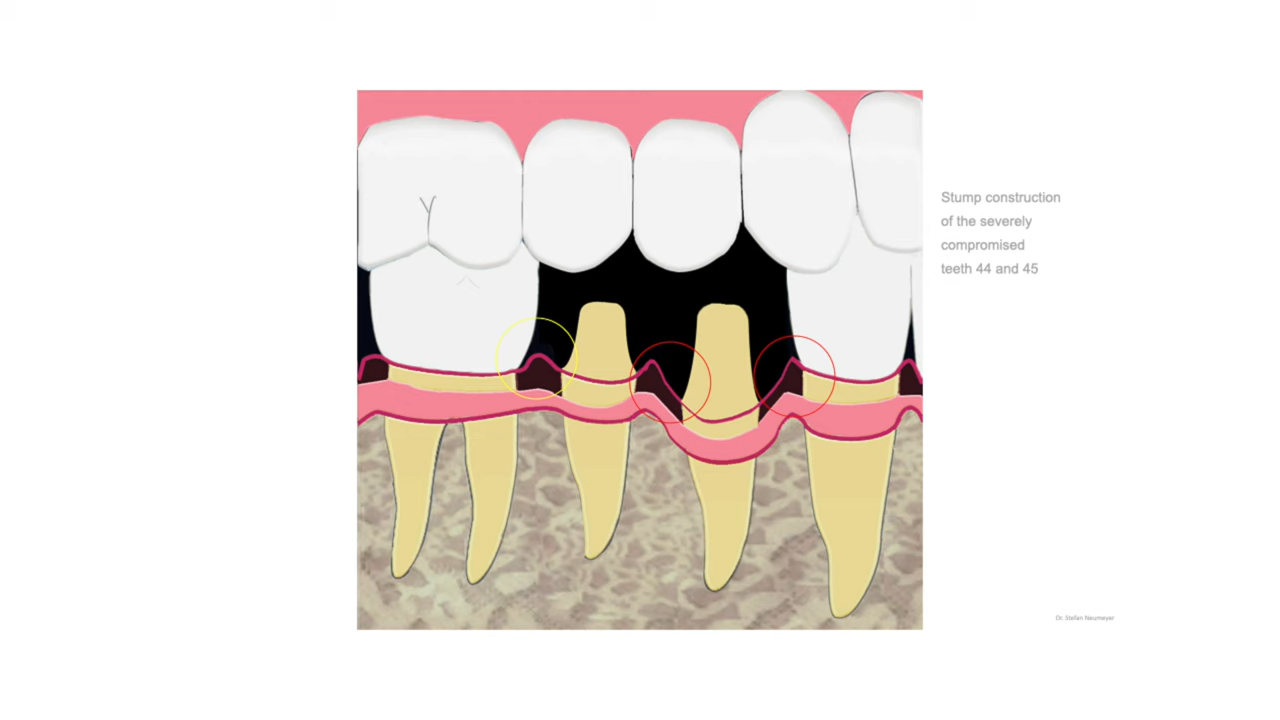 Stump construction
of the severely
compromised
teeth 44 and 45
Dr. Stefan Neumeyer